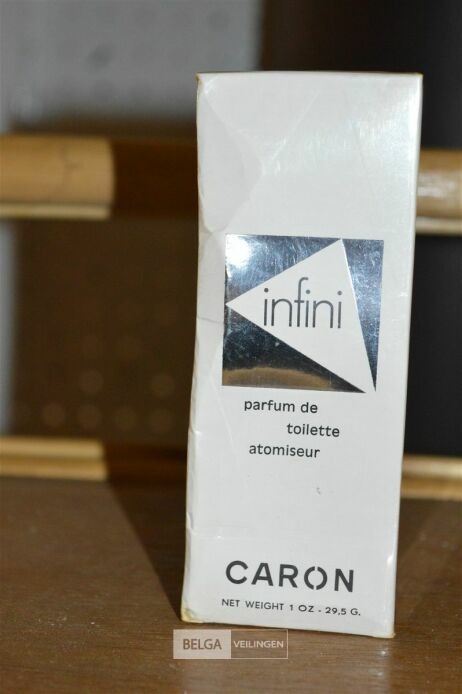 infini
parfum de
toilette
atomiseur
CARON
NET WEIGHT 1 OZ - 29,5 G.
BELGA VEILINGEN